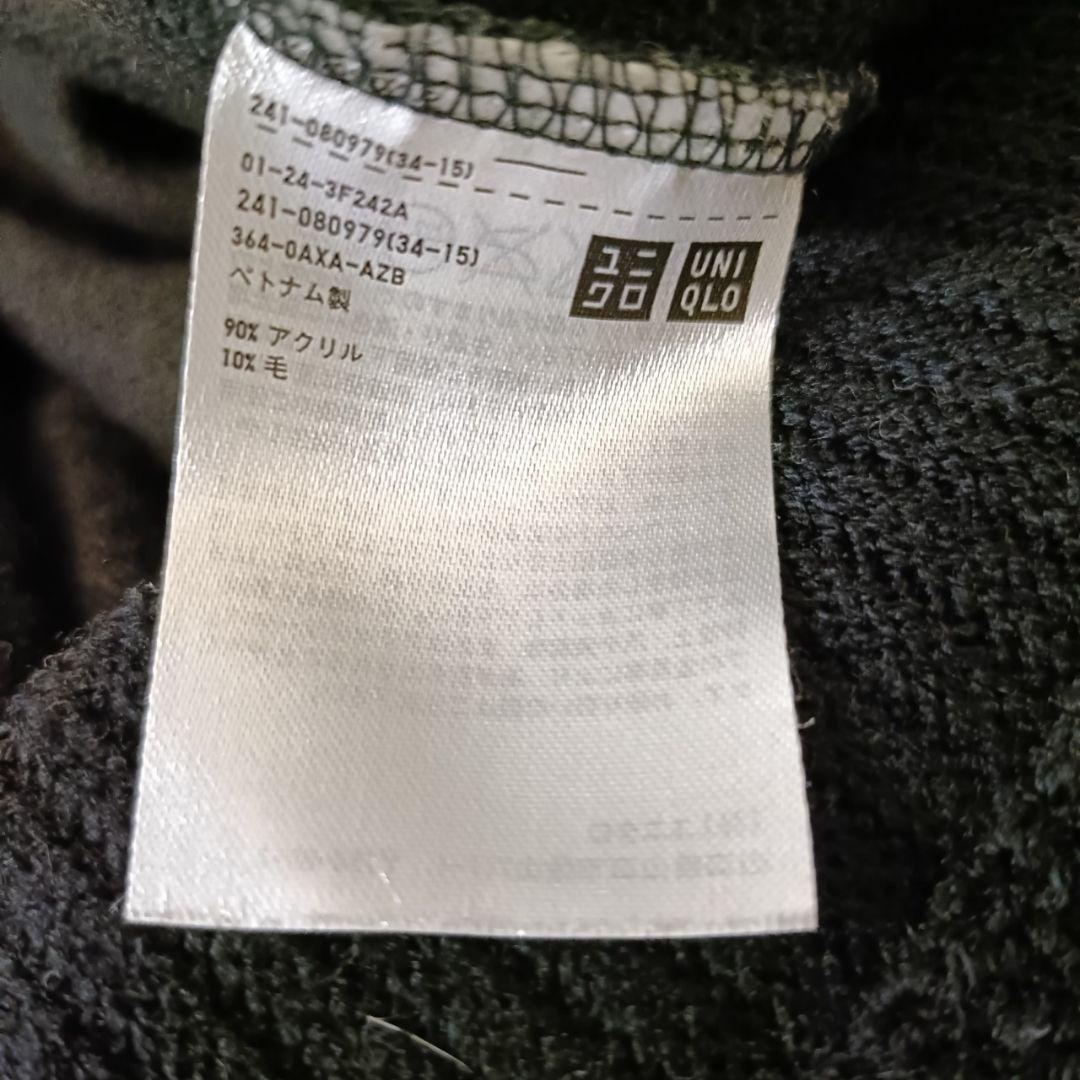 241-080979(34-15)
01-24-3F242A
241-080979(34-15)
364-0AXA-AZB
ベトナム製
90% アクリル
10% 毛
ユニ
クロ
UNI
QLO